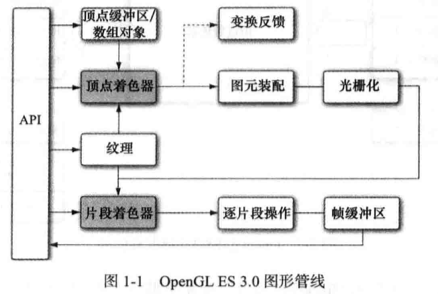 顶点缓冲区/
数组对象
变换反馈
顶点着色器
图元装配
光栅化
API
纹理
片段着色器
逐片段操作
帧缓冲区
图 1-1 OpenGL ES 3.0 图形管线